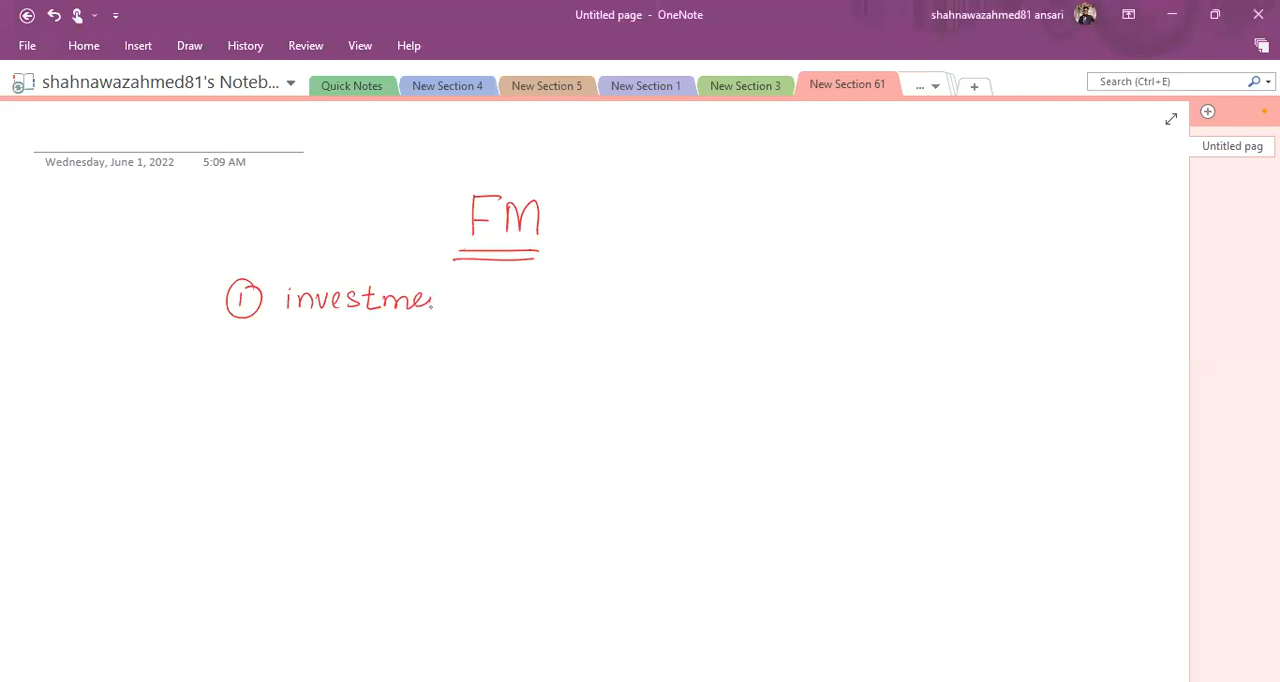 Untitled page - OneNote
shahnawazahmed81 ansari
File Home Insert Draw History Review View Help
shahnawazahmed81's Noteb...
Quick Notes New Section 4 New Section 5 New Section 1 New Section 3 New Section 61 ...
Search (Ctrl+E)
Untitled pag
Wednesday, June 1, 2022 5:09 AM
FM
① investme